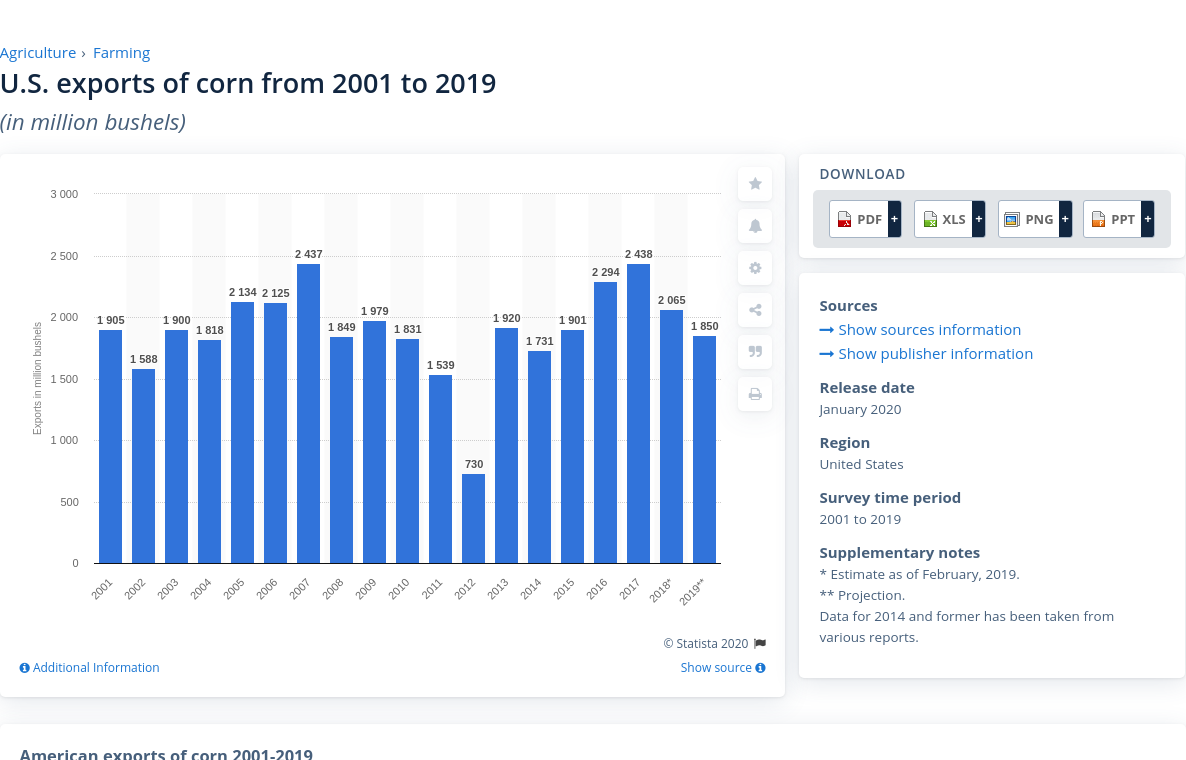 Agriculture › Farming
U.S. exports of corn from 2001 to 2019
(in million bushels)
3 000
2 500
2 000
1 500
1 000
500
0
Exports in million bushels
1 905
1 588
1 900
1 818
2 134
2 125
2 437
1 849
1 979
1 831
1 539
730
1 920
1 731
1 901
2 294
2 438
2 065
1 850
2001
2002
2003
2004
2005
2006
2007
2008
2009
2010
2011
2012
2013
2014
2015
2016
2017
2018*
2019**
© Statista 2020
Additional Information
Show source
DOWNLOAD
PDF + XLS + PNG + PPT +
Sources
Show sources information
Show publisher information
Release date
January 2020
Region
United States
Survey time period
2001 to 2019
Supplementary notes
* Estimate as of February, 2019.
** Projection.
Data for 2014 and former has been taken from
various reports.
American exports of corn 2001-2019